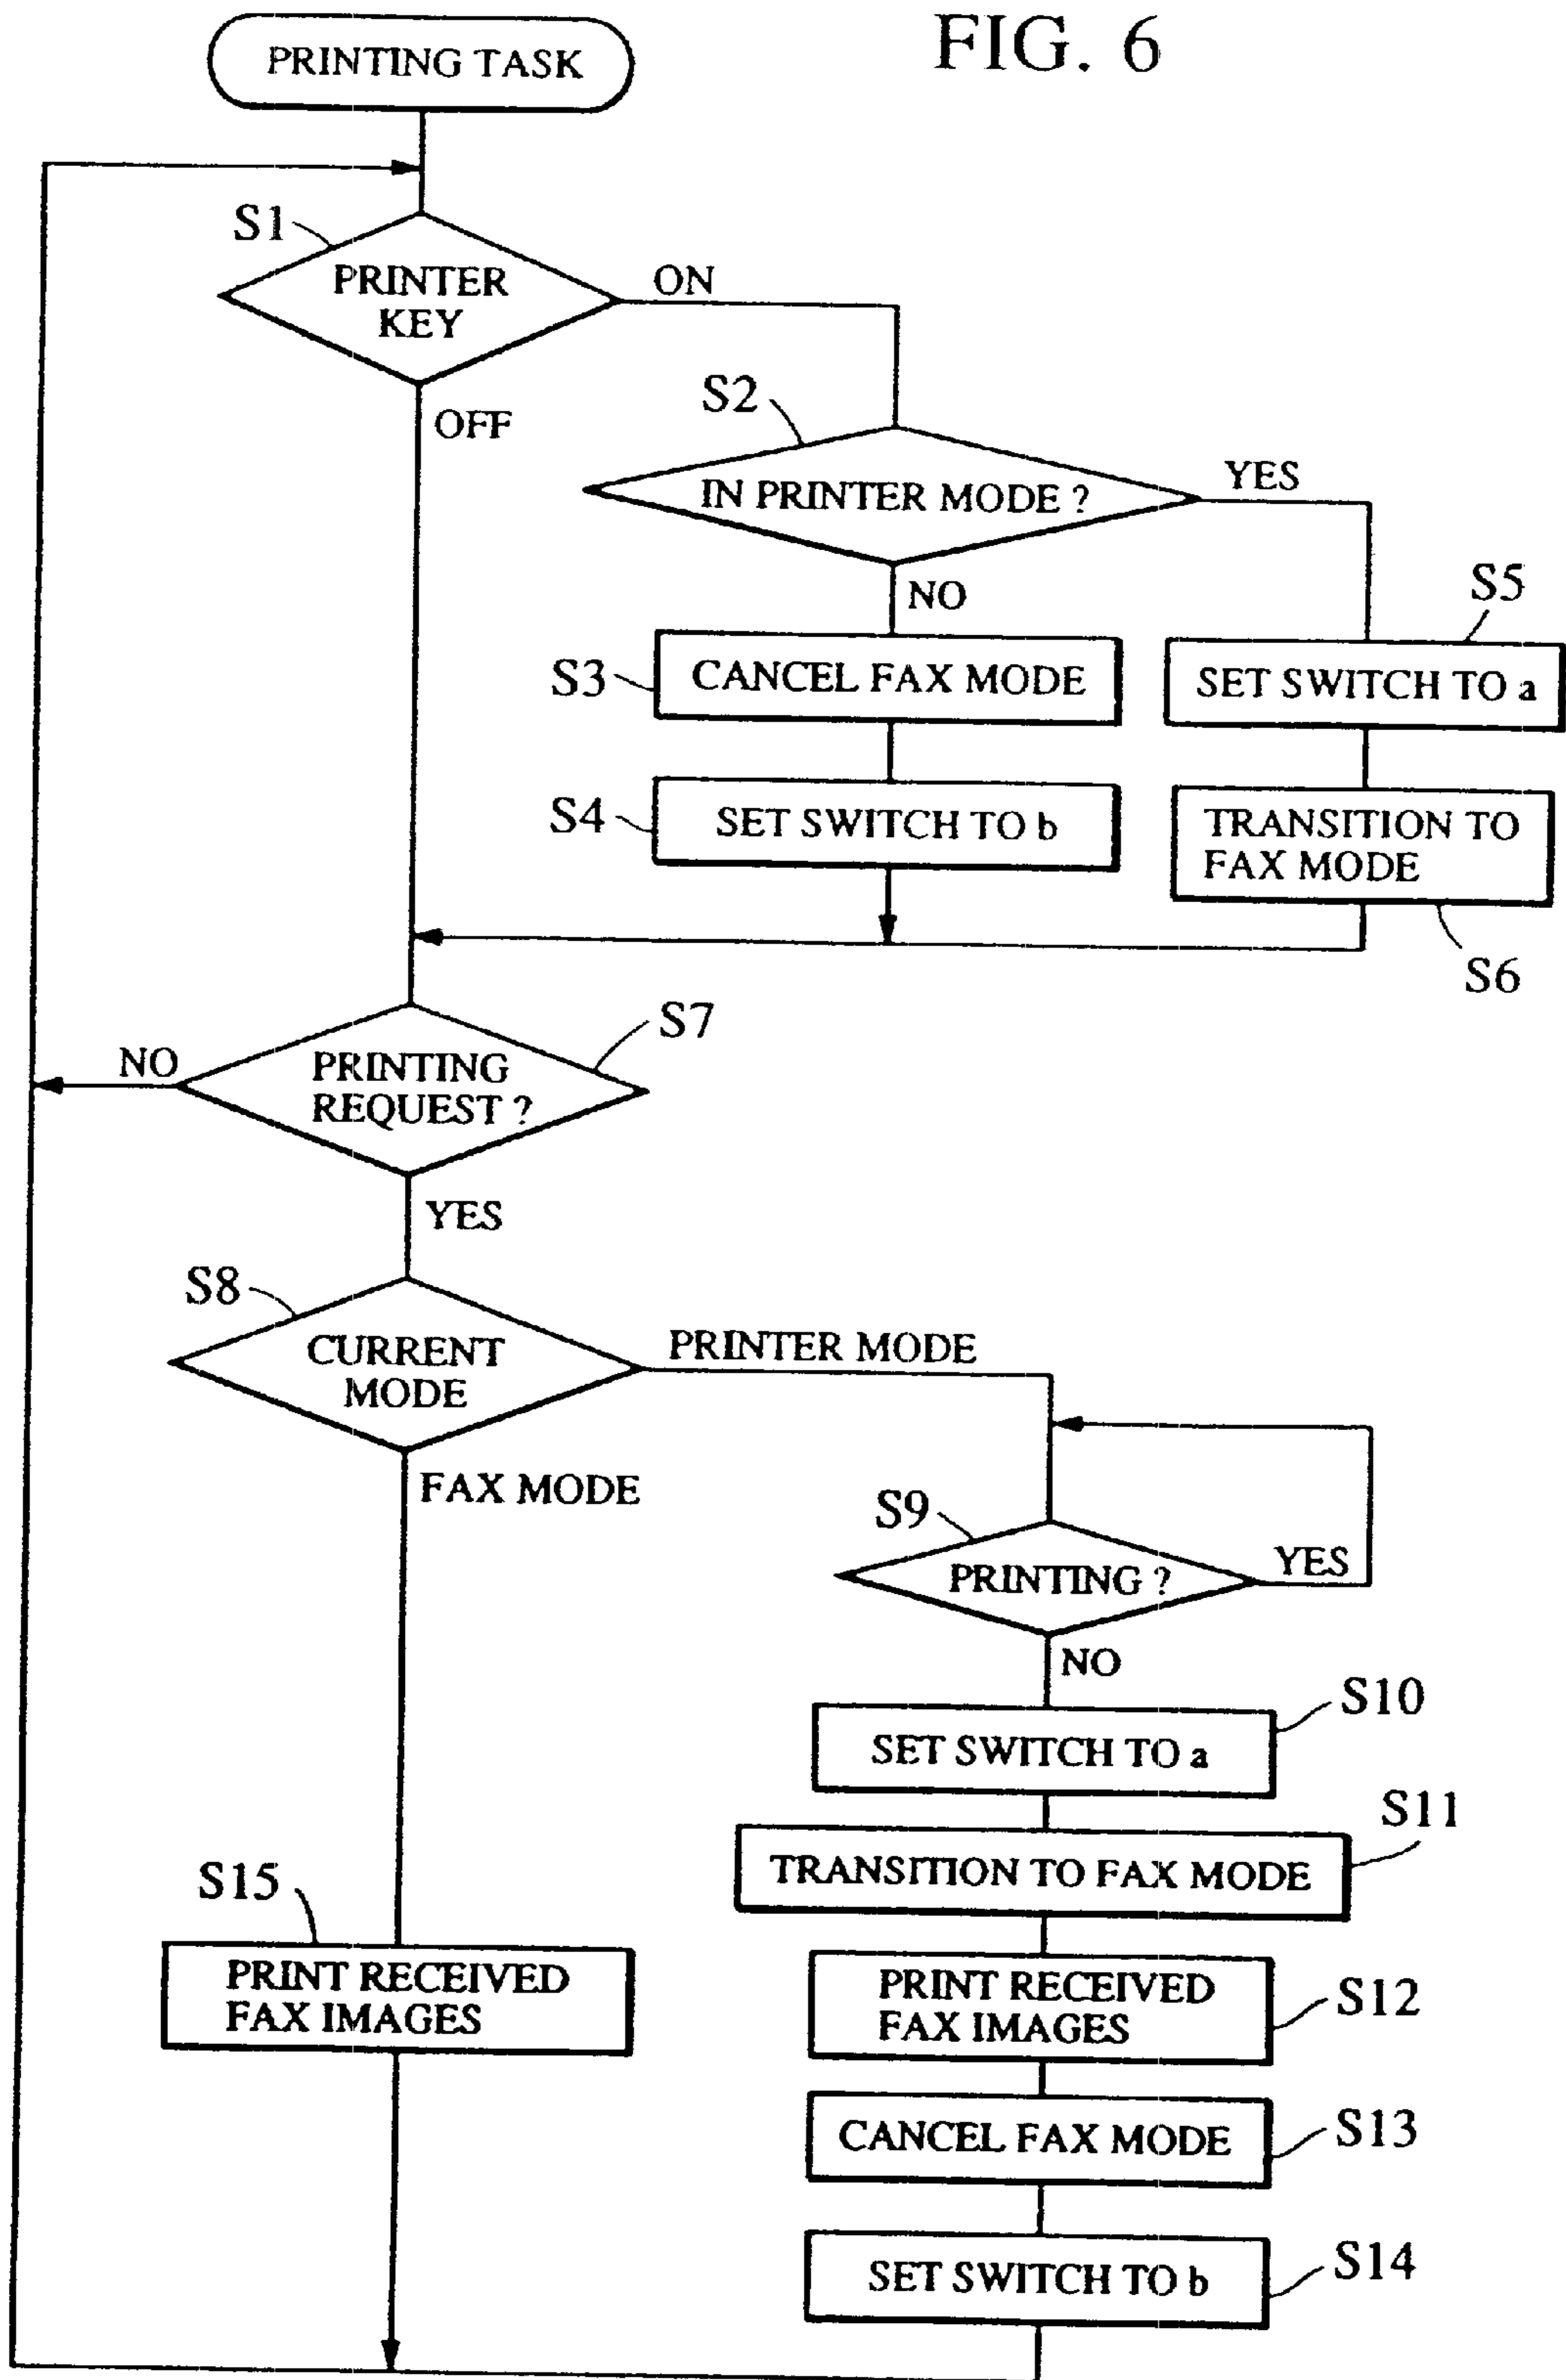 FIG. 6
PRINTING TASK
S1
PRINTER
KEY
ON
OFF
S2
IN PRINTER MODE ?
YES
NO
S3
CANCEL FAX MODE
S5
SET SWITCH TO a
S4
SET SWITCH TO b
TRANSITION TO
FAX MODE
S6
S7
NO
PRINTING
REQUEST ?
YES
S8
CURRENT
MODE
PRINTER MODE
FAX MODE
S9
PRINTING ?
YES
NO
S10
SET SWITCH TO a
S11
TRANSITION TO FAX MODE
S15
PRINT RECEIVED
FAX IMAGES
PRINT RECEIVED
FAX IMAGES
S12
CANCEL FAX MODE
S13
SET SWITCH TO b
S14